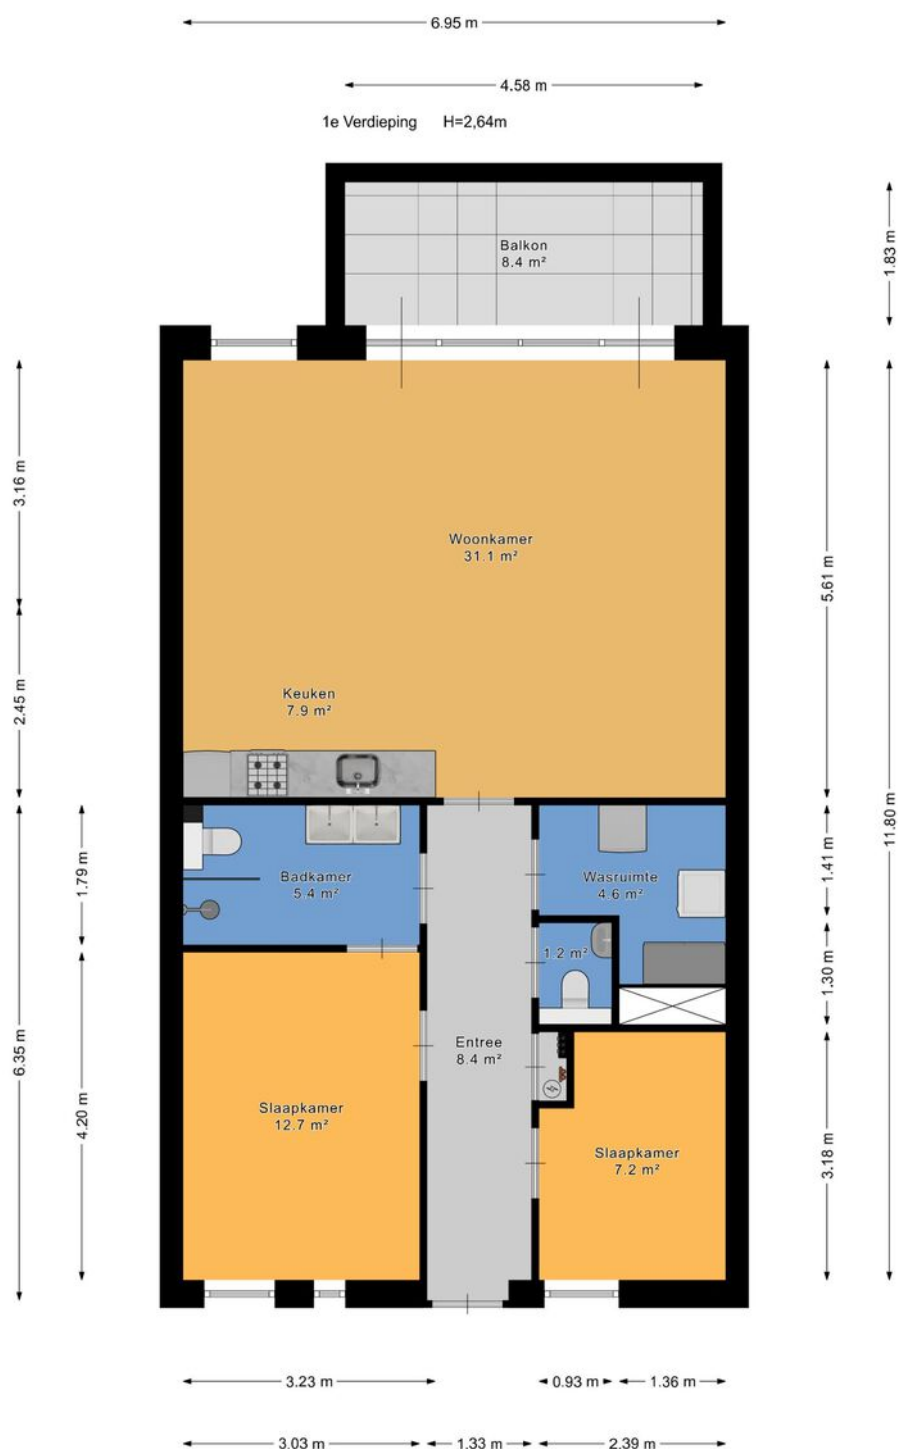 6.95 m
4.58 m
1e Verdieping H=2,64m
1.83 m
Balkon
8.4 m²
3.16 m
5.61 m
Woonkamer
31.1 m²
2.45 m
Keuken
7.9 m²
11.80 m
1.79 m
Badkamer
5.4 m²
Wasruimte
4.6 m²
1.41 m
1.2 m²
1.30 m
6.35 m
4.20 m
Entree
8.4 m²
Slaapkamer
12.7 m²
Slaapkamer
7.2 m²
3.18 m
3.23 m
0.93 m
1.36 m
3.03 m
1.33 m
2.39 m